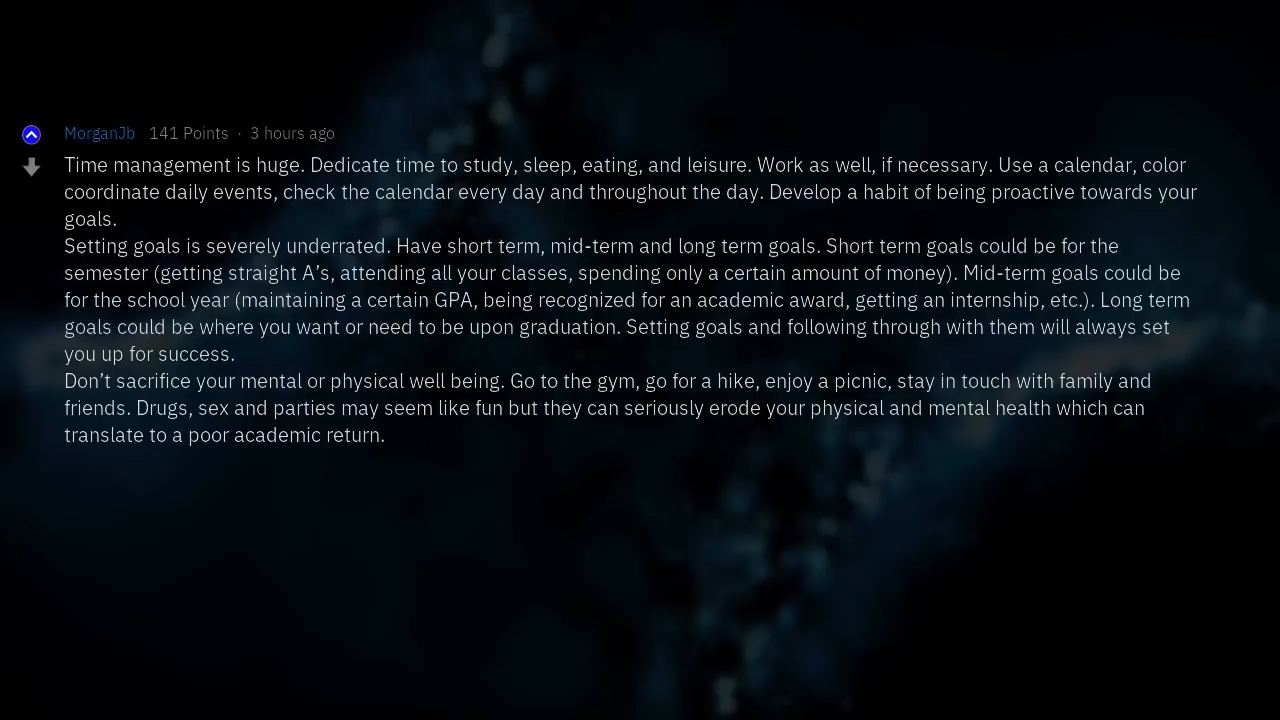 MorganJb 141 Points · 3 hours ago
Time management is huge. Dedicate time to study, sleep, eating, and leisure. Work as well, if necessary. Use a calendar, color
coordinate daily events, check the calendar every day and throughout the day. Develop a habit of being proactive towards your
goals.
Setting goals is severely underrated. Have short term, mid-term and long term goals. Short term goals could be for the
semester (getting straight A’s, attending all your classes, spending only a certain amount of money). Mid-term goals could be
for the school year (maintaining a certain GPA, being recognized for an academic award, getting an internship, etc.). Long term
goals could be where you want or need to be upon graduation. Setting goals and following through with them will always set
you up for success.
Don’t sacrifice your mental or physical well being. Go to the gym, go for a hike, enjoy a picnic, stay in touch with family and
friends. Drugs, sex and parties may seem like fun but they can seriously erode your physical and mental health which can
translate to a poor academic return.